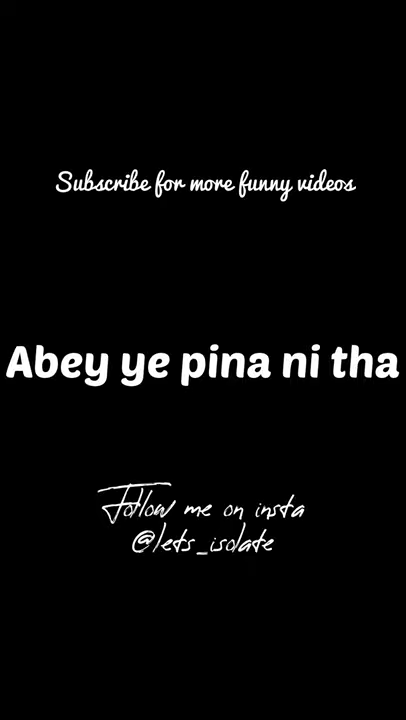 Subscribe for more funny videos
Abey ye pina ni tha
Follow me on insta
@lets_isolate